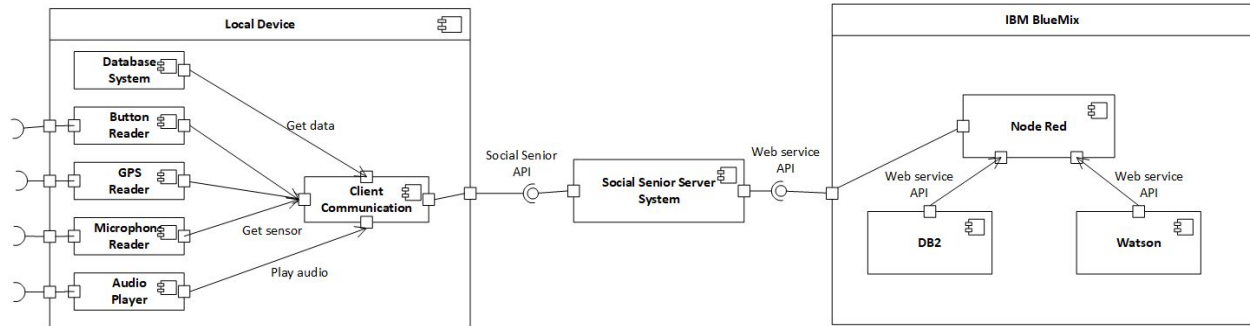 Local Device
IBM BlueMix
Database
System
Button
Reader
Get data
GPS
Reader
Client
Communication
Social Senior
API
Social Senior Server
System
Web service
API
Node Red
Web service
API
Web service
API
Microphone
Reader
Get sensor
DB2
Watson
Audio
Player
Play audio